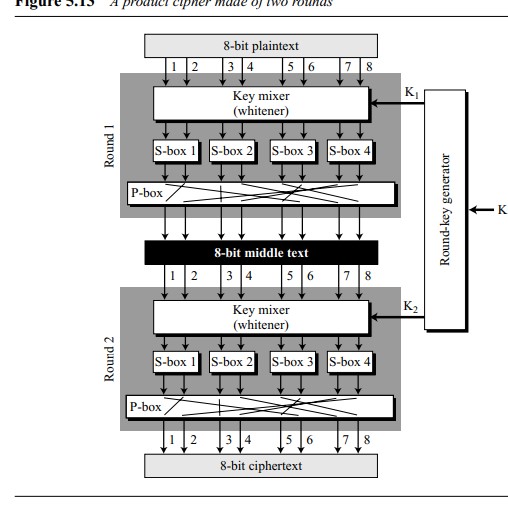 Figure 5.13 A product cipher made of two rounds
8-bit plaintext
1 2 3 4 5 6 7 8
Round 1
Key mixer
(whitener)
K1
S-box 1 S-box 2 S-box 3 S-box 4
P-box
Round-key generator
K
8-bit middle text
1 2 3 4 5 6 7 8
Round 2
Key mixer
(whitener)
K2
S-box 1 S-box 2 S-box 3 S-box 4
P-box
1 2 3 4 5 6 7 8
8-bit ciphertext